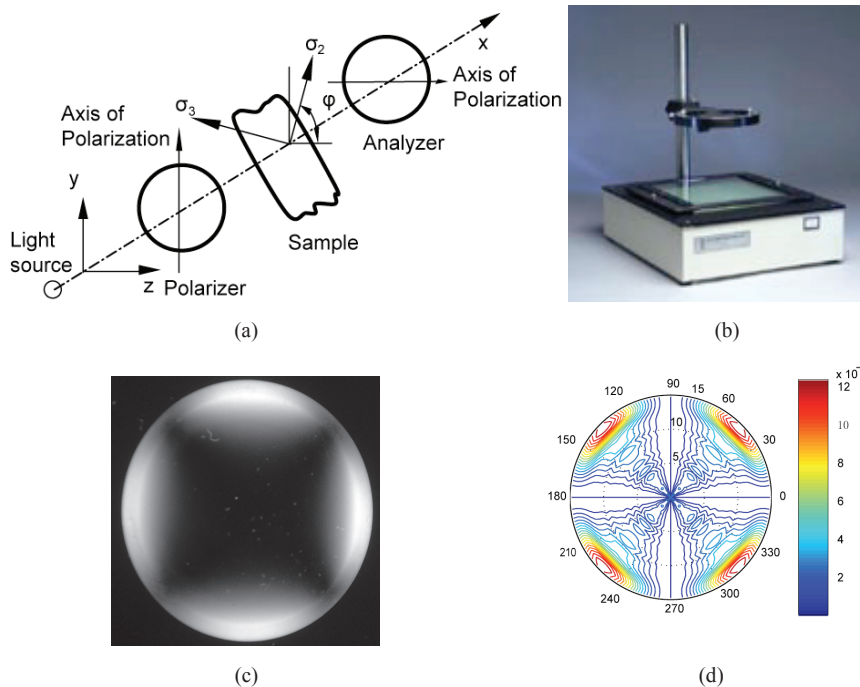 σ2
x
σ3
φ
Axis of
Polarization
Axis of
Polarization
Analyzer
y
Sample
Light
source
z
Polarizer
(a)
(b)
(c)
90
120
15
60
x 10
12
10
150
30
10
5
8
180
0
6
4
210
330
2
240
300
270
(d)